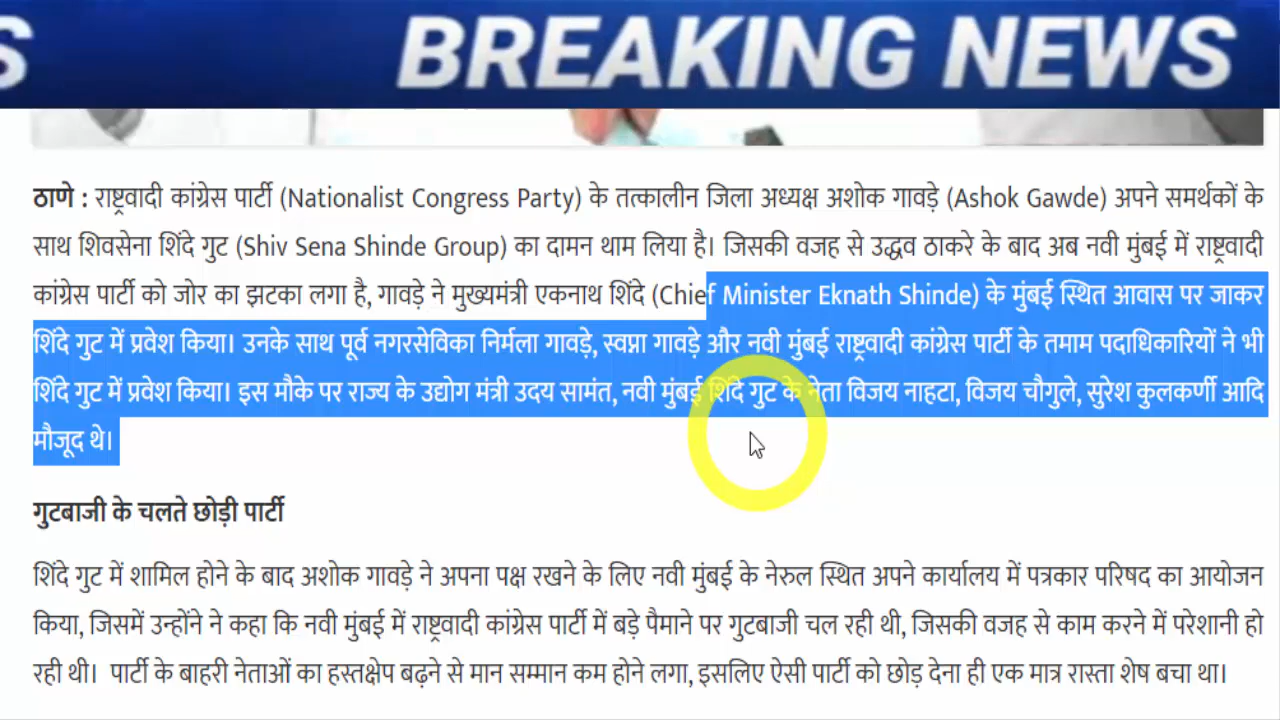 S BREAKING NEWS
ठाणे : राष्ट्रवादी कांग्रेस पार्टी (Nationalist Congress Party) के तत्कालीन जिला अध्यक्ष अशोक गावड़े (Ashok Gawde) अपने समर्थकों के
साथ शिवसेना शिंदे गुट (Shiv Sena Shinde Group) का दामन थाम लिया है। जिसकी वजह से उद्धव ठाकरे के बाद अब नवी मुंबई में राष्ट्रवादी
कांग्रेस पार्टी को जोर का झटका लगा है, गावड़े ने मुख्यमंत्री एकनाथ शिंदे (Chief Minister Eknath Shinde) के मुंबई स्थित आवास पर जाकर
शिंदे गुट में प्रवेश किया। उनके साथ पूर्व नगरसेविका निर्मला गावड़े, स्वप्ना गावड़े और नवी मुंबई राष्ट्रवादी कांग्रेस पार्टी के तमाम पदाधिकारियों ने भी
शिंदे गुट में प्रवेश किया। इस मौके पर राज्य के उद्योग मंत्री उदय सामंत, नवी मुंबई शिंदे गुट के नेता विजय नाहटा, विजय चौगुले, सुरेश कुलकर्णी आदि
मौजूद थे।
गुटबाजी के चलते छोड़ी पार्टी
शिंदे गुट में शामिल होने के बाद अशोक गावड़े ने अपना पक्ष रखने के लिए नवी मुंबई के नेरुल स्थित अपने कार्यालय में पत्रकार परिषद का आयोजन
किया, जिसमें उन्होंने ने कहा कि नवी मुंबई में राष्ट्रवादी कांग्रेस पार्टी में बड़े पैमाने पर गुटबाजी चल रही थी, जिसकी वजह से काम करने में परेशानी हो
रही थी।  पार्टी के बाहरी नेताओं का हस्तक्षेप बढ़ने से मान सम्मान कम होने लगा, इसलिए ऐसी पार्टी को छोड़ देना ही एक मात्र रास्ता शेष बचा था।